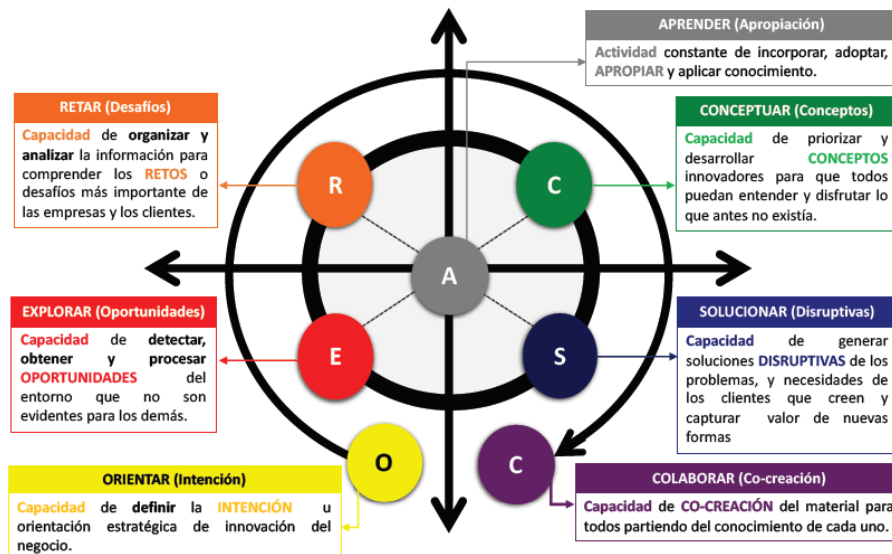 APRENDER (Apropiación)
Actividad constante de incorporar, adoptar,
APROPIAR y aplicar conocimiento.
RETAR (Desafíos)
Capacidad de organizar y
analizar la información para
comprender los RETOS o
desafíos más importante de
las empresas y los clientes.
CONCEPTUAR (Conceptos)
Capacidad de priorizar y
desarrollar CONCEPTOS
innovadores para que todos
puedan entender y disfrutar lo
que antes no existía.
R
C
A
EXPLORAR (Oportunidades)
Capacidad de detectar,
obtener y procesar
OPORTUNIDADES del
entorno que no son
evidentes para los demás.
E
S
SOLUCIONAR (Disruptivas)
Capacidad de generar
soluciones DISRUPTIVAS de los
problemas, y necesidades de
los clientes que creen y
capturar valor de nuevas
formas
O
C
ORIENTAR (Intención)
Capacidad de definir la INTENCIÓN u
orientación estratégica de innovación del
negocio.
COLABORAR (Co-creación)
Capacidad de CO-CREACIÓN del material para
todos partiendo del conocimiento de cada uno.